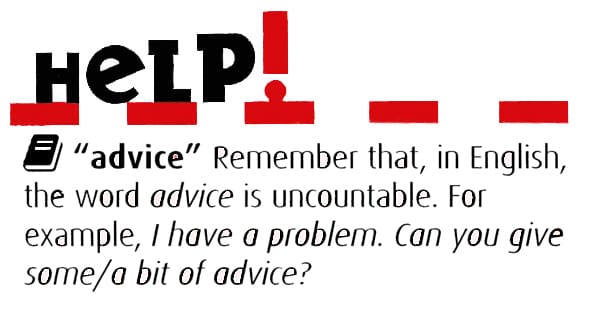 HeLP!
"advice" Remember that, in English,
the word advice is uncountable. For
example, I have a problem. Can you give
some/a bit of advice?